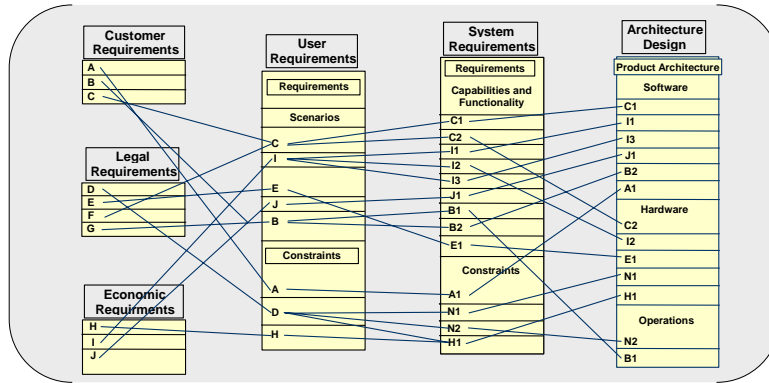 Customer
Requirements
A
B
C
Legal
Requirements
D
E
F
G
Economic
Requirments
H
I
J
User
Requirements
Requirements
Scenarios
C
I
E
J
B
Constraints
A
D
H
System
Requirements
Requirements
Capabilities and
Functionality
C1
C2
I1
I2
I3
J1
B1
B2
E1
Constraints
A1
N1
N2
H1
Architecture
Design
Product Architecture
Software
C1
I1
I3
J1
B2
A1
Hardware
C2
I2
E1
N1
H1
Operations
N2
B1